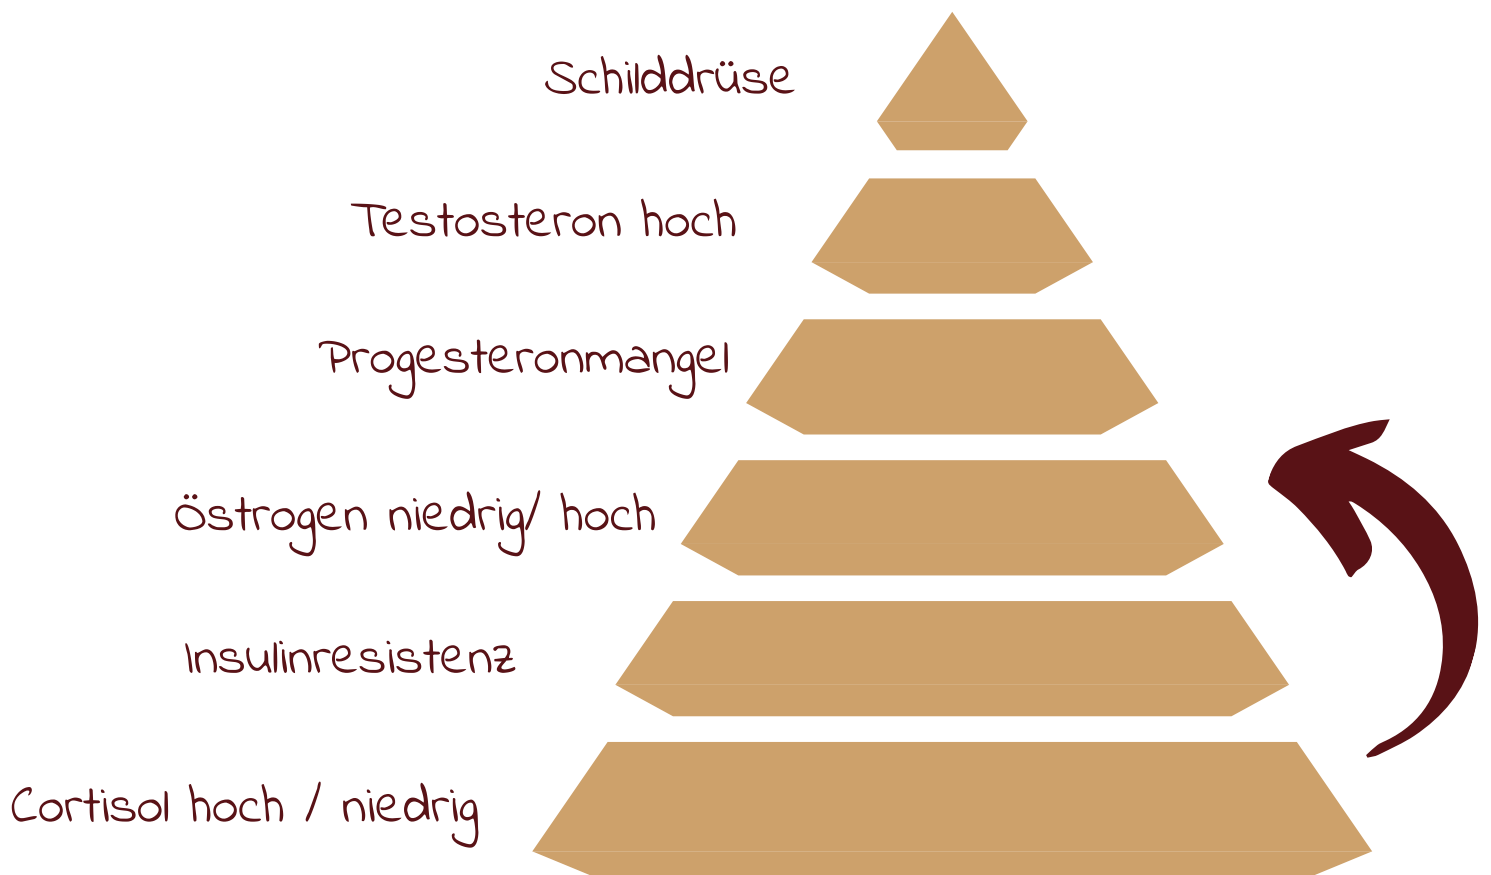 Schilddrüse
Testosteron hoch
Progesteronmangel
Östrogen niedrig/ hoch
Insulinresistenz
Cortisol hoch / niedrig